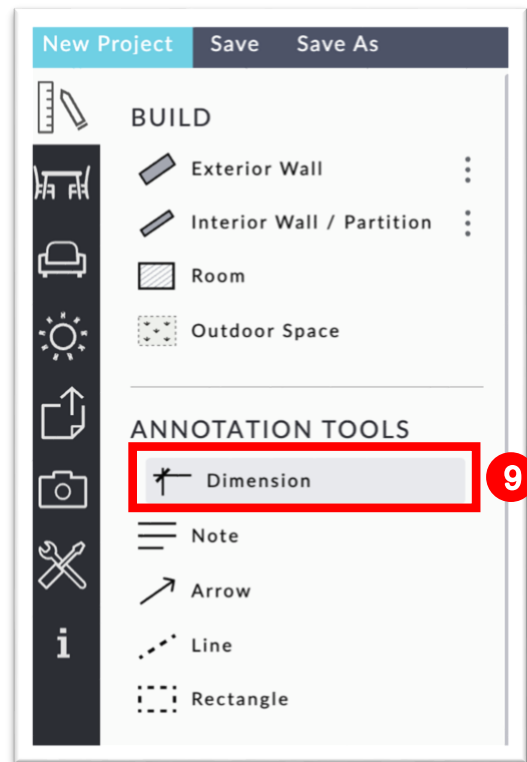 New Project Save Save As
BUILD
Exterior Wall
Interior Wall / Partition
Room
Outdoor Space
ANNOTATION TOOLS
Dimension
9
Note
Arrow
Line
Rectangle
i